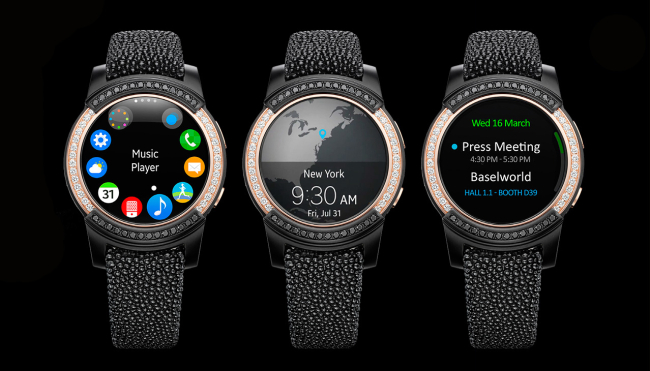 Music
Player
31
New York
9:30 AM
Fri, Jul 31
Wed 16 March
Press Meeting
4:30 PM - 5:30 PM
Baselworld
HALL 1.1 - BOOTH D39